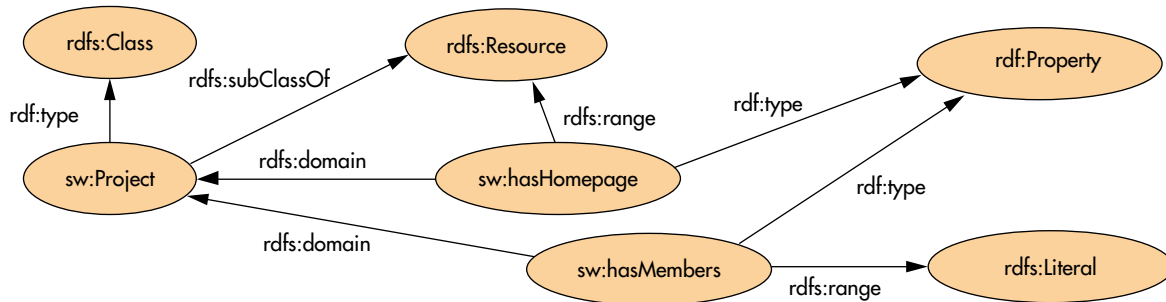 rdfs:Class
rdfs:Resource
rdf:Property
rdfs:subClassOf
rdf:type
rdfs:range
rdf:type
rdfs:domain
sw:Project
sw:hasHomepage
rdf:type
rdfs:domain
sw:hasMembers
rdfs:Literal
rdfs:range